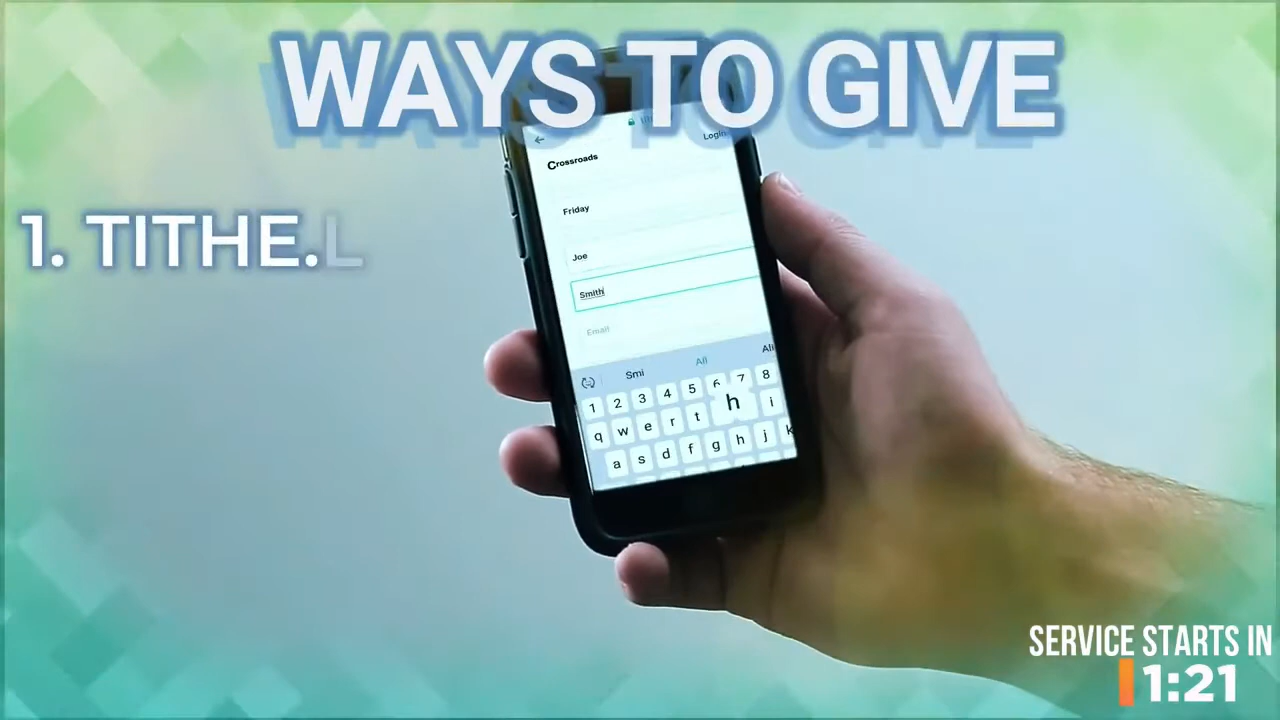 WAYS TO GIVE
1. TITHE.L
Login
Crossroads
Friday
Joe
Smith
Email
Smi All Ali
1 2 3 4 5 6 7 8
q w e r t h i
a s d f g h j k
SERVICE STARTS IN
1:21